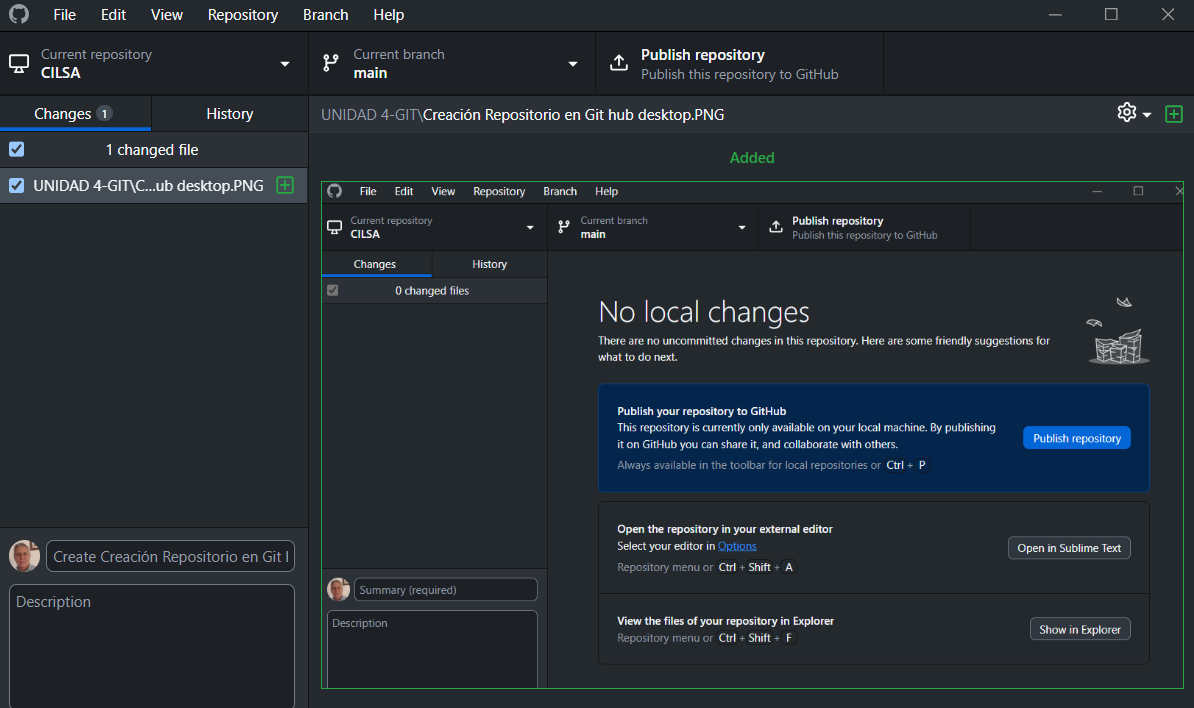 File Edit View Repository Branch Help
Current repository
CILSA
Current branch
main
Publish repository
Publish this repository to GitHub
Changes 1 History
UNIDAD 4-GIT\Creación Repositorio en Git hub desktop.PNG
1 changed file
UNIDAD 4-GIT\C...ub desktop.PNG
Added
File Edit View Repository Branch Help
Current repository
CILSA
Current branch
main
Publish repository
Publish this repository to GitHub
Changes History
0 changed files
No local changes
There are no uncommitted changes in this repository. Here are some friendly suggestions for
what to do next.
Publish your repository to GitHub
This repository is currently only available on your local machine. By publishing
it on GitHub you can share it, and collaborate with others.
Always available in the toolbar for local repositories or Ctrl + P
Publish repository
Open the repository in your external editor
Select your editor in Options
Repository menu or Ctrl + Shift + A
Open in Sublime Text
View the files of your repository in Explorer
Repository menu or Ctrl + Shift + F
Show in Explorer
Summary (required)
Description
Create Creación Repositorio en Git
Description